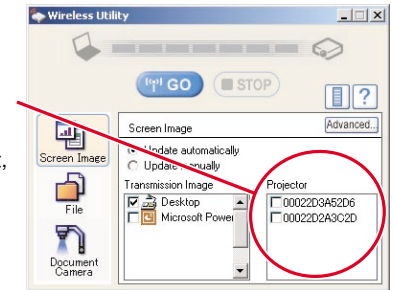 Wireless Utility
GO
STOP
?
Screen Image
Advanced...
Screen Image
Update automatically
Update manually
t,
Transmission Image
Projector
Desktop
Microsoft Power
00022D3A52D6
00022D2A3C2D
File
Document
Camera